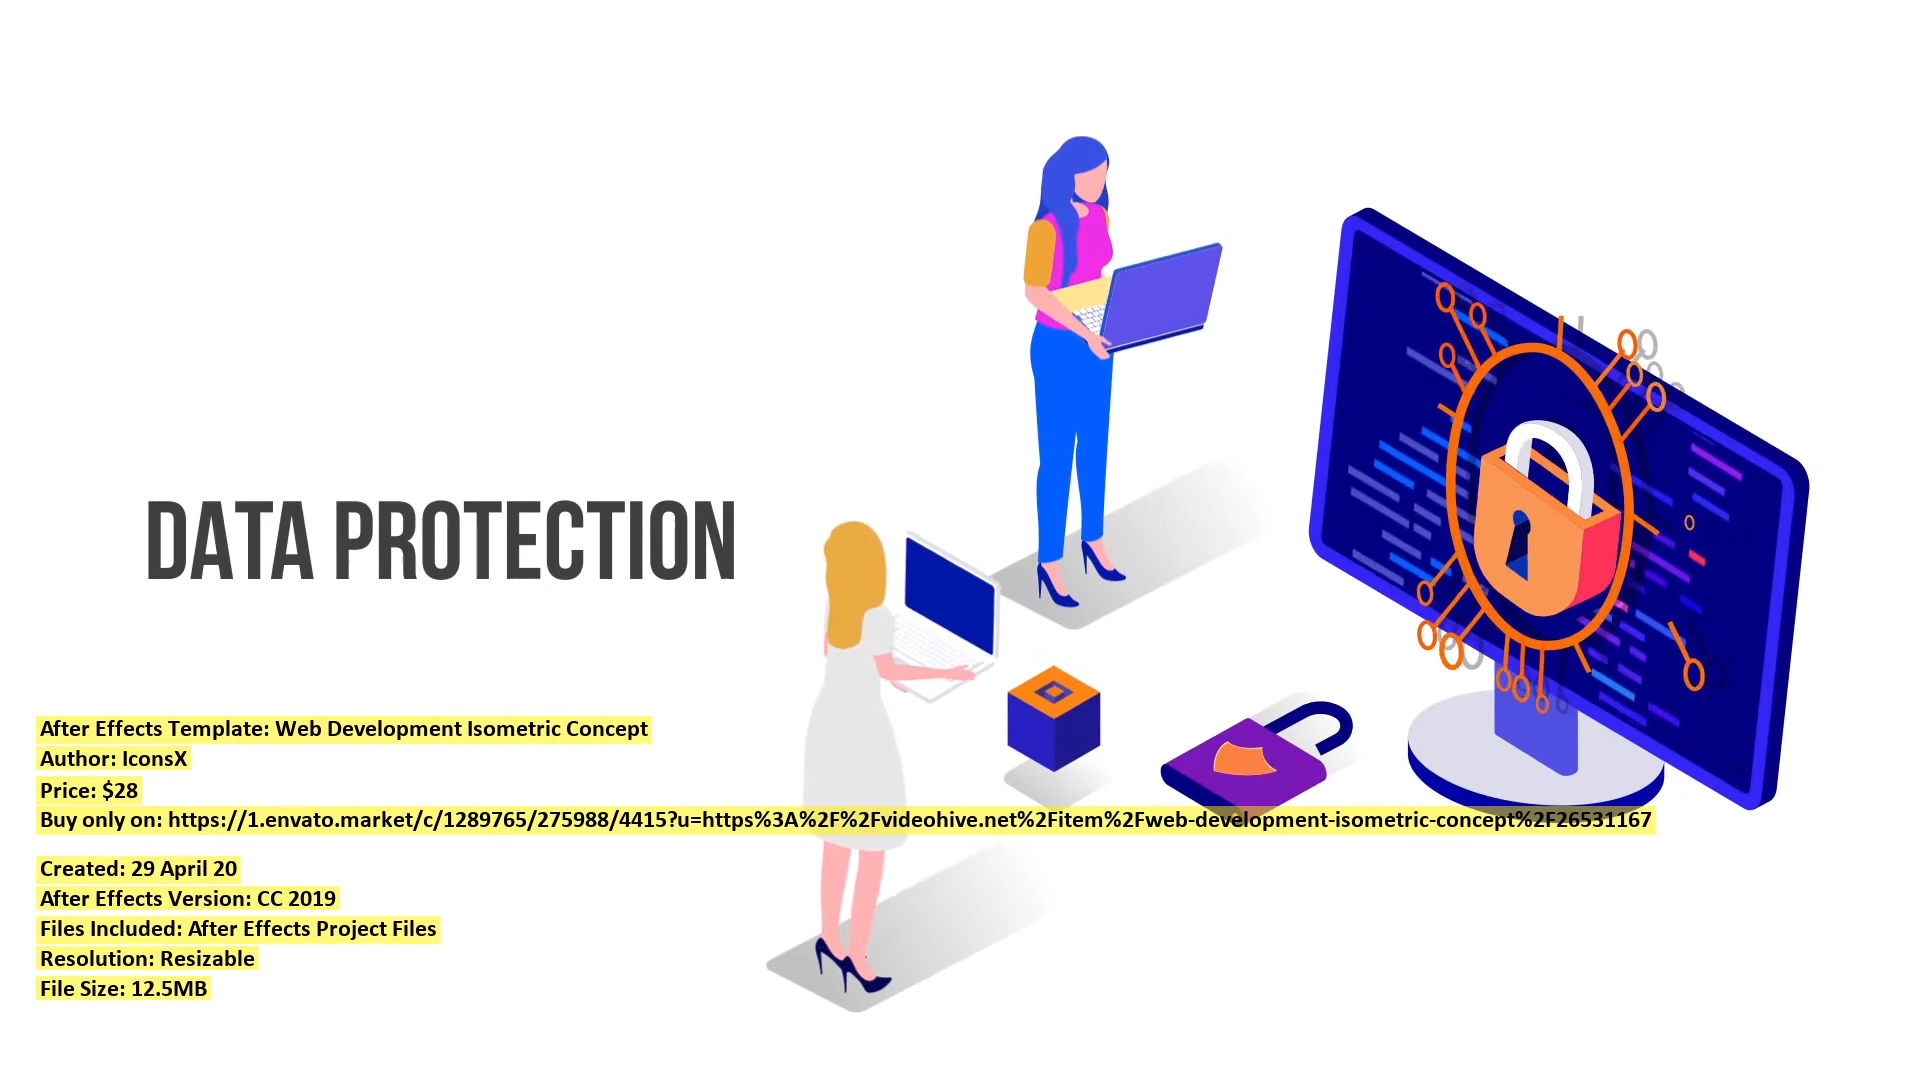 DATA PROTECTION
After Effects Template: Web Development Isometric Concept
Author: IconsX
Price: $28
Buy only on: https://1.envato.market/c/1289765/275988/4415?u=https%3A%2F%2Fvideohive.net%2Fitem%2Fweb-development-isometric-concept%2F26531167
Created: 29 April 20
After Effects Version: CC 2019
Files Included: After Effects Project Files
Resolution: Resizable
File Size: 12.5MB